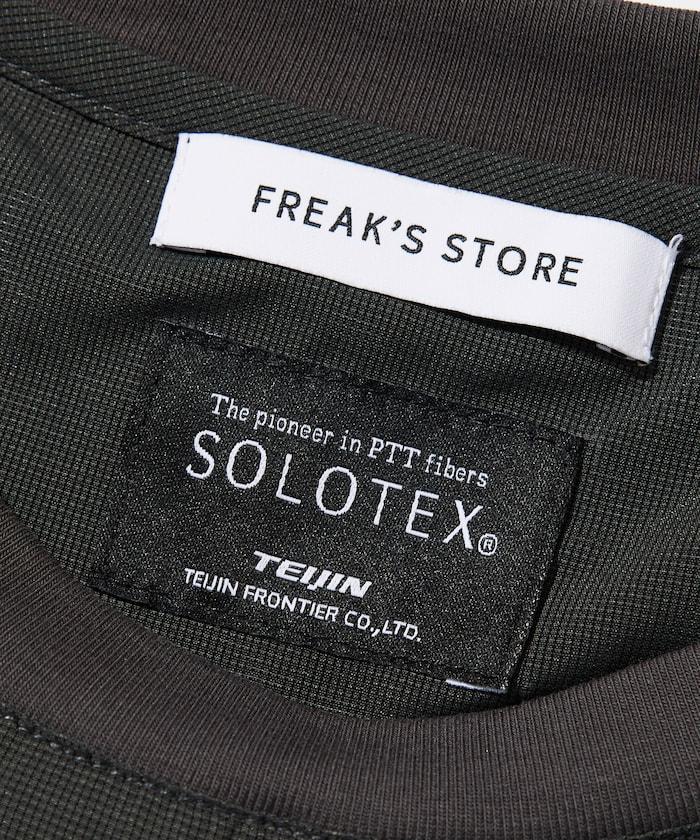 FREAK'S STORE
The pioneer in PTT fibers
SOLOTEX®
TEIJIN
TEIJIN FRONTIER CO.,LTD.